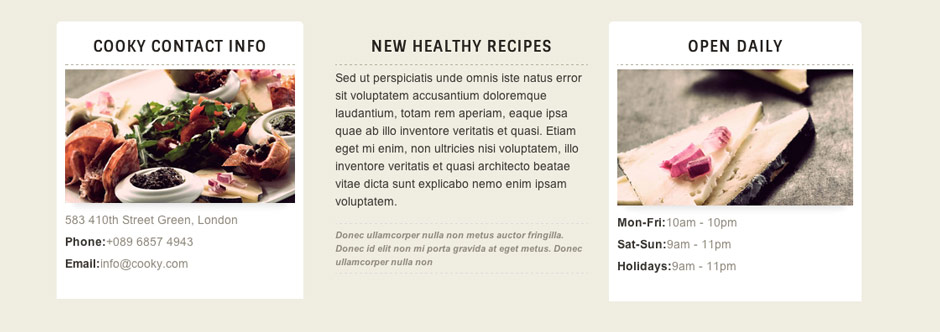 COOKY CONTACT INFO
583 410th Street Green, London
Phone:+089 6857 4943
Email:info@cooky.com
NEW HEALTHY RECIPES
Sed ut perspiciatis unde omnis iste natus error
sit voluptatem accusantium doloremque
laudantium, totam rem aperiam, eaque ipsa
quae ab illo inventore veritatis et quasi. Etiam
eget mi enim, non ultricies nisi voluptatem, illo
inventore veritatis et quasi architecto beatae
vitae dicta sunt explicabo nemo enim ipsam
voluptatem.
Donec ullamcorper nulla non metus auctor fringilla.
Donec id elit non mi porta gravida at eget metus. Donec
ullamcorper nulla non
OPEN DAILY
Mon-Fri:10am - 10pm
Sat-Sun:9am - 11pm
Holidays:9am - 11pm